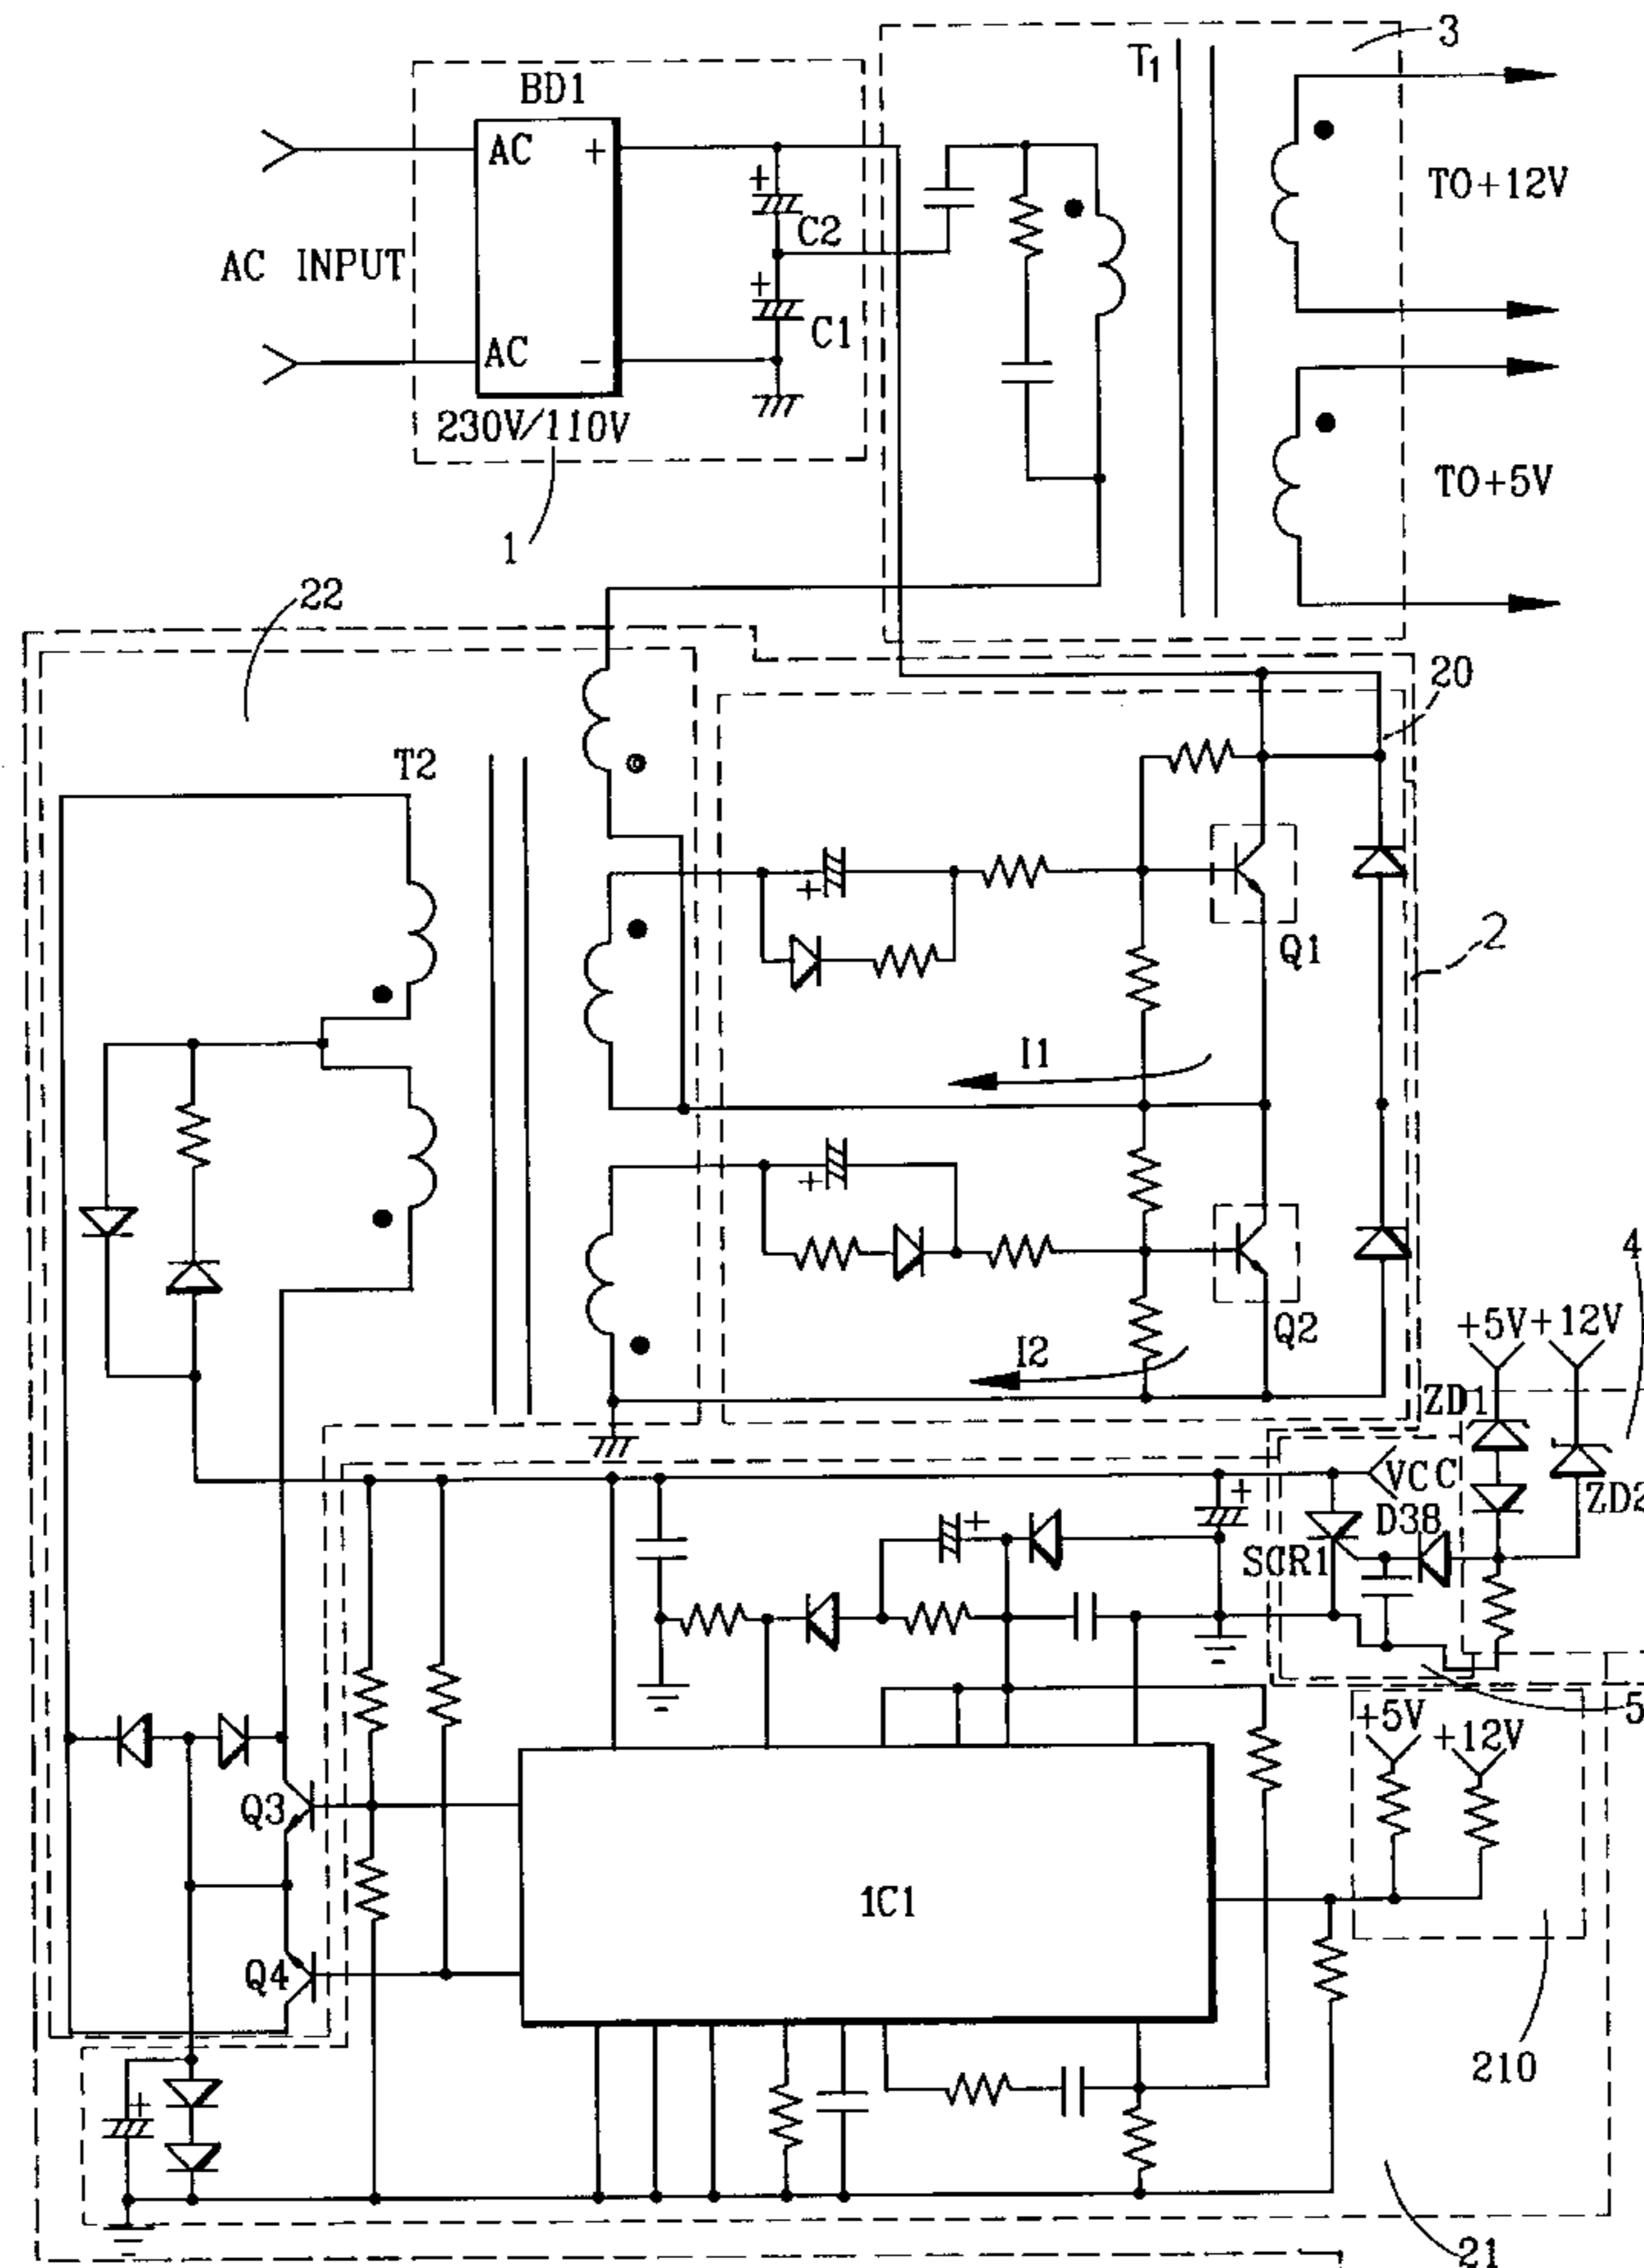 3
T1
BD1
AC +
TO+12V
C2
AC INPUT
C1
AC -
230V/110V
TO+5V
1
22
20
T2
Q1
2
I1
4
+5V +12V
Q2
I2
ZD1
VCC
ZD2
D38
SCR1
5
+5V
+12V
Q3
1C1
Q4
210
21